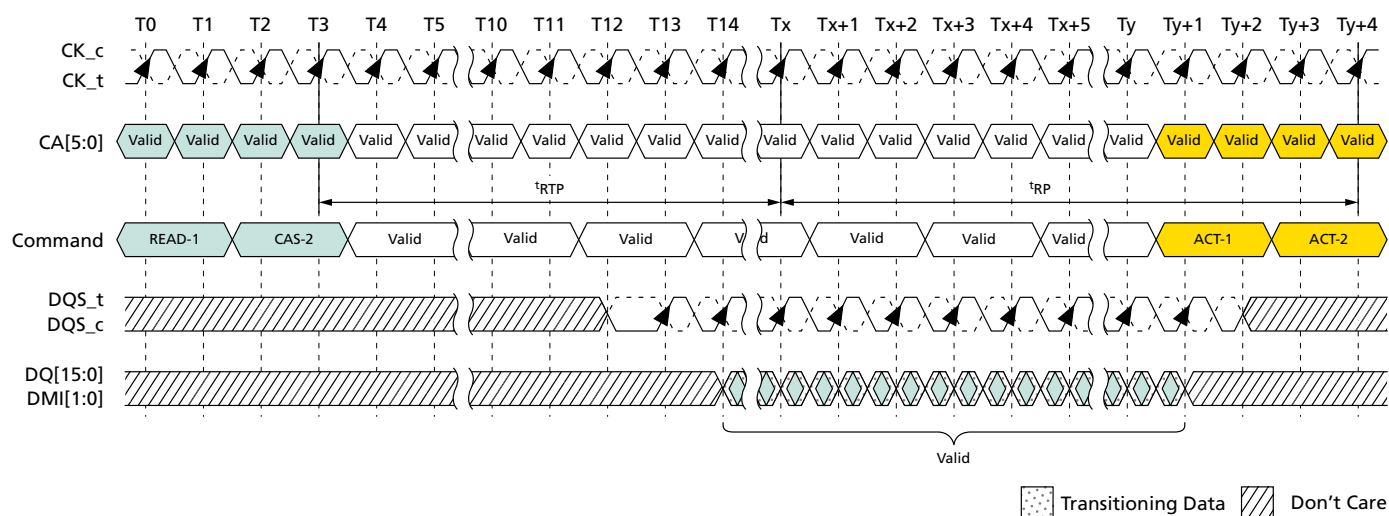 T0 T1 T2 T3 T4 T5 T10 T11 T12 T13 T14 Tx Tx+1 Tx+2 Tx+3 Tx+4 Tx+5 Ty Ty+1 Ty+2 Ty+3 Ty+4
CK_c
CK_t
CA[5:0] Valid Valid Valid Valid Valid Valid Valid Valid Valid Valid Valid Valid Valid Valid Valid Valid Valid Valid Valid Valid Valid Valid
tRTP tRP
Command READ-1 CAS-2 Valid Valid Valid Valid Valid Valid Valid ACT-1 ACT-2
DQS_t
DQS_c
DQ[15:0]
DMI[1:0]
Valid
Transitioning Data Don't Care